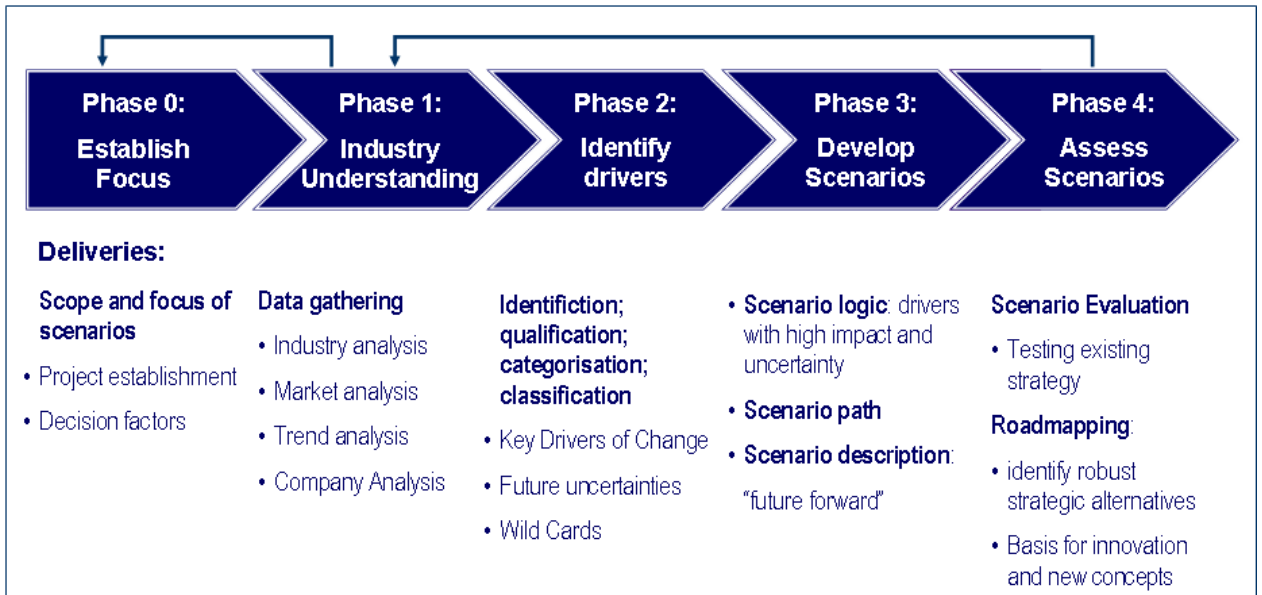 Phase 0:
Establish
Focus
Phase 1:
Industry
Understanding
Phase 2:
Identify
drivers
Phase 3:
Develop
Scenarios
Phase 4:
Assess
Scenarios
Deliveries:
Scope and focus of
scenarios
• Project establishment
• Decision factors
Data gathering
• Industry analysis
• Market analysis
• Trend analysis
• Company Analysis
Identifiction;
qualification;
categorisation;
classification
• Key Drivers of Change
• Future uncertainties
• Wild Cards
• Scenario logic: drivers
with high impact and
uncertainty
• Scenario path
• Scenario description:
“future forward”
Scenario Evaluation
• Testing existing
strategy
Roadmapping:
• identify robust
strategic alternatives
• Basis for innovation
and new concepts